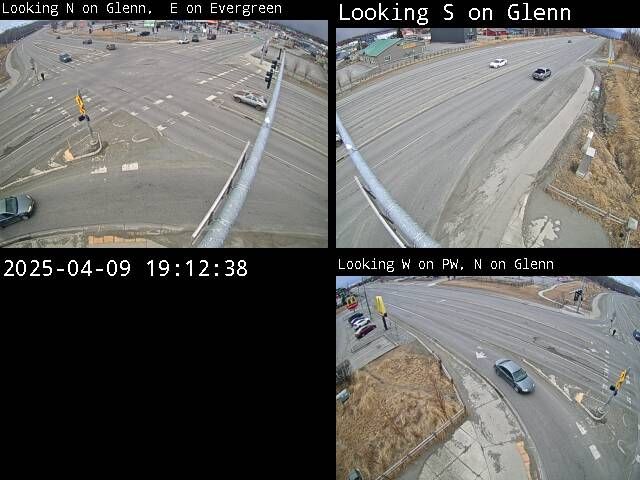 Looking N on Glenn,  E on Evergreen
Looking S on Glenn
2025-04-09 19:12:38
Looking W on PW, N on Glenn